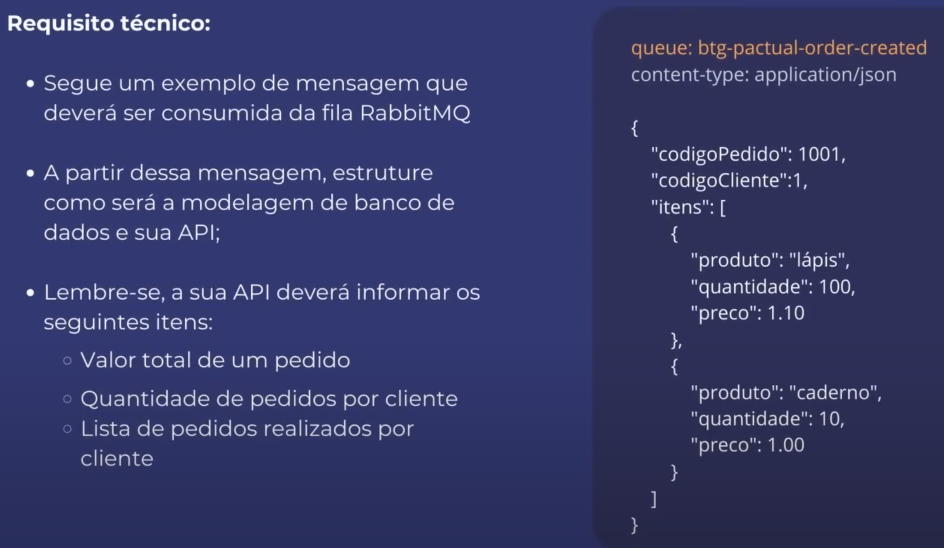 Requisito técnico:
• Segue um exemplo de mensagem que
deverá ser consumida da fila RabbitMQ
• A partir dessa mensagem, estruture
como será a modelagem de banco de
dados e sua API;
• Lembre-se, a sua API deverá informar os
seguintes itens:
◦ Valor total de um pedido
◦ Quantidade de pedidos por cliente
◦ Lista de pedidos realizados por
cliente
queue: btg-pactual-order-created
content-type: application/json
{
"codigoPedido": 1001,
"codigoCliente":1,
"itens": [
{
"produto": "lápis",
"quantidade": 100,
"preco": 1.10
},
{
"produto": "caderno",
"quantidade": 10,
"preco": 1.00
}
]
}